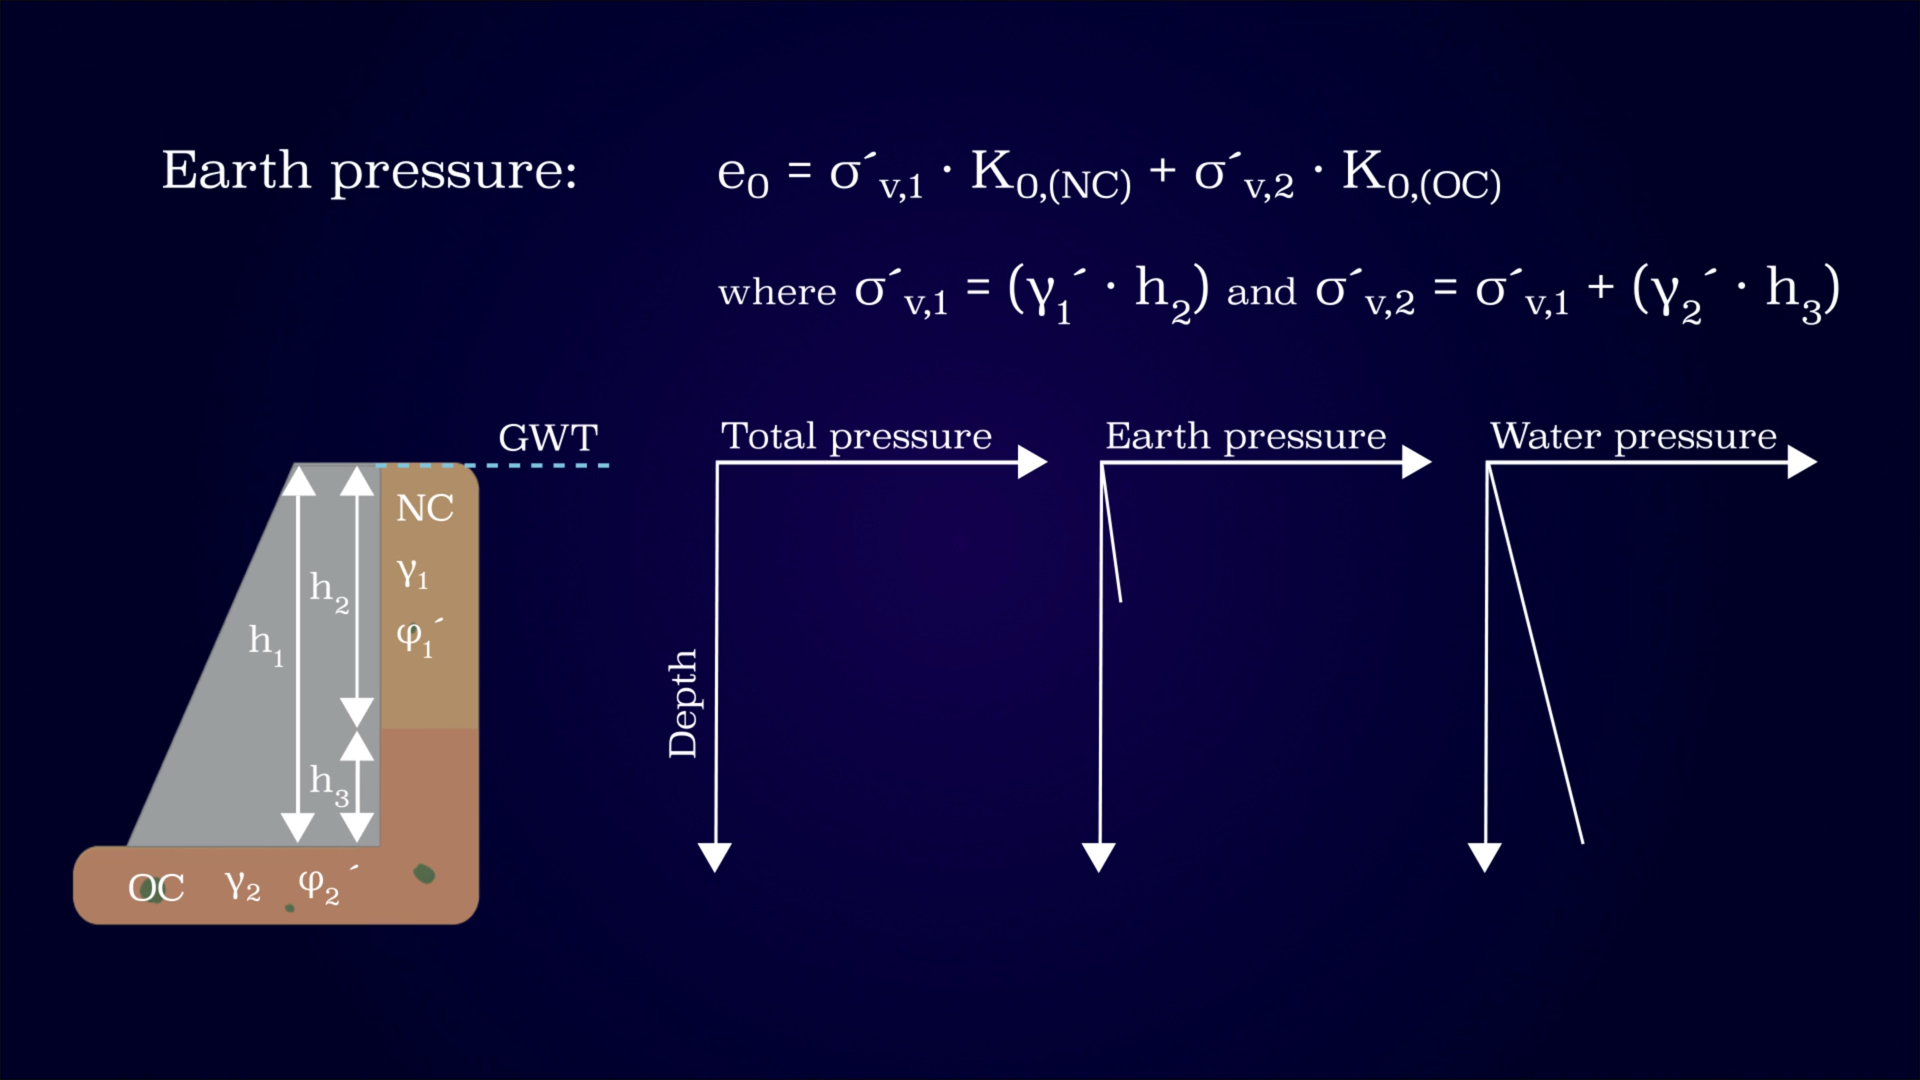 Earth pressure:
e₀ = σ´ᵥ,₁ · K₀,(NC) + σ´ᵥ,₂ · K₀,(OC)
where σ´ᵥ,₁ = (γ₁´ · h₂) and σ´ᵥ,₂ = σ´ᵥ,₁ + (γ₂´ · h₃)
GWT
NC
γ₁
φ₁´
h₂
h₁
h₃
OC γ₂ φ₂´
Total pressure
Depth
Earth pressure
Water pressure